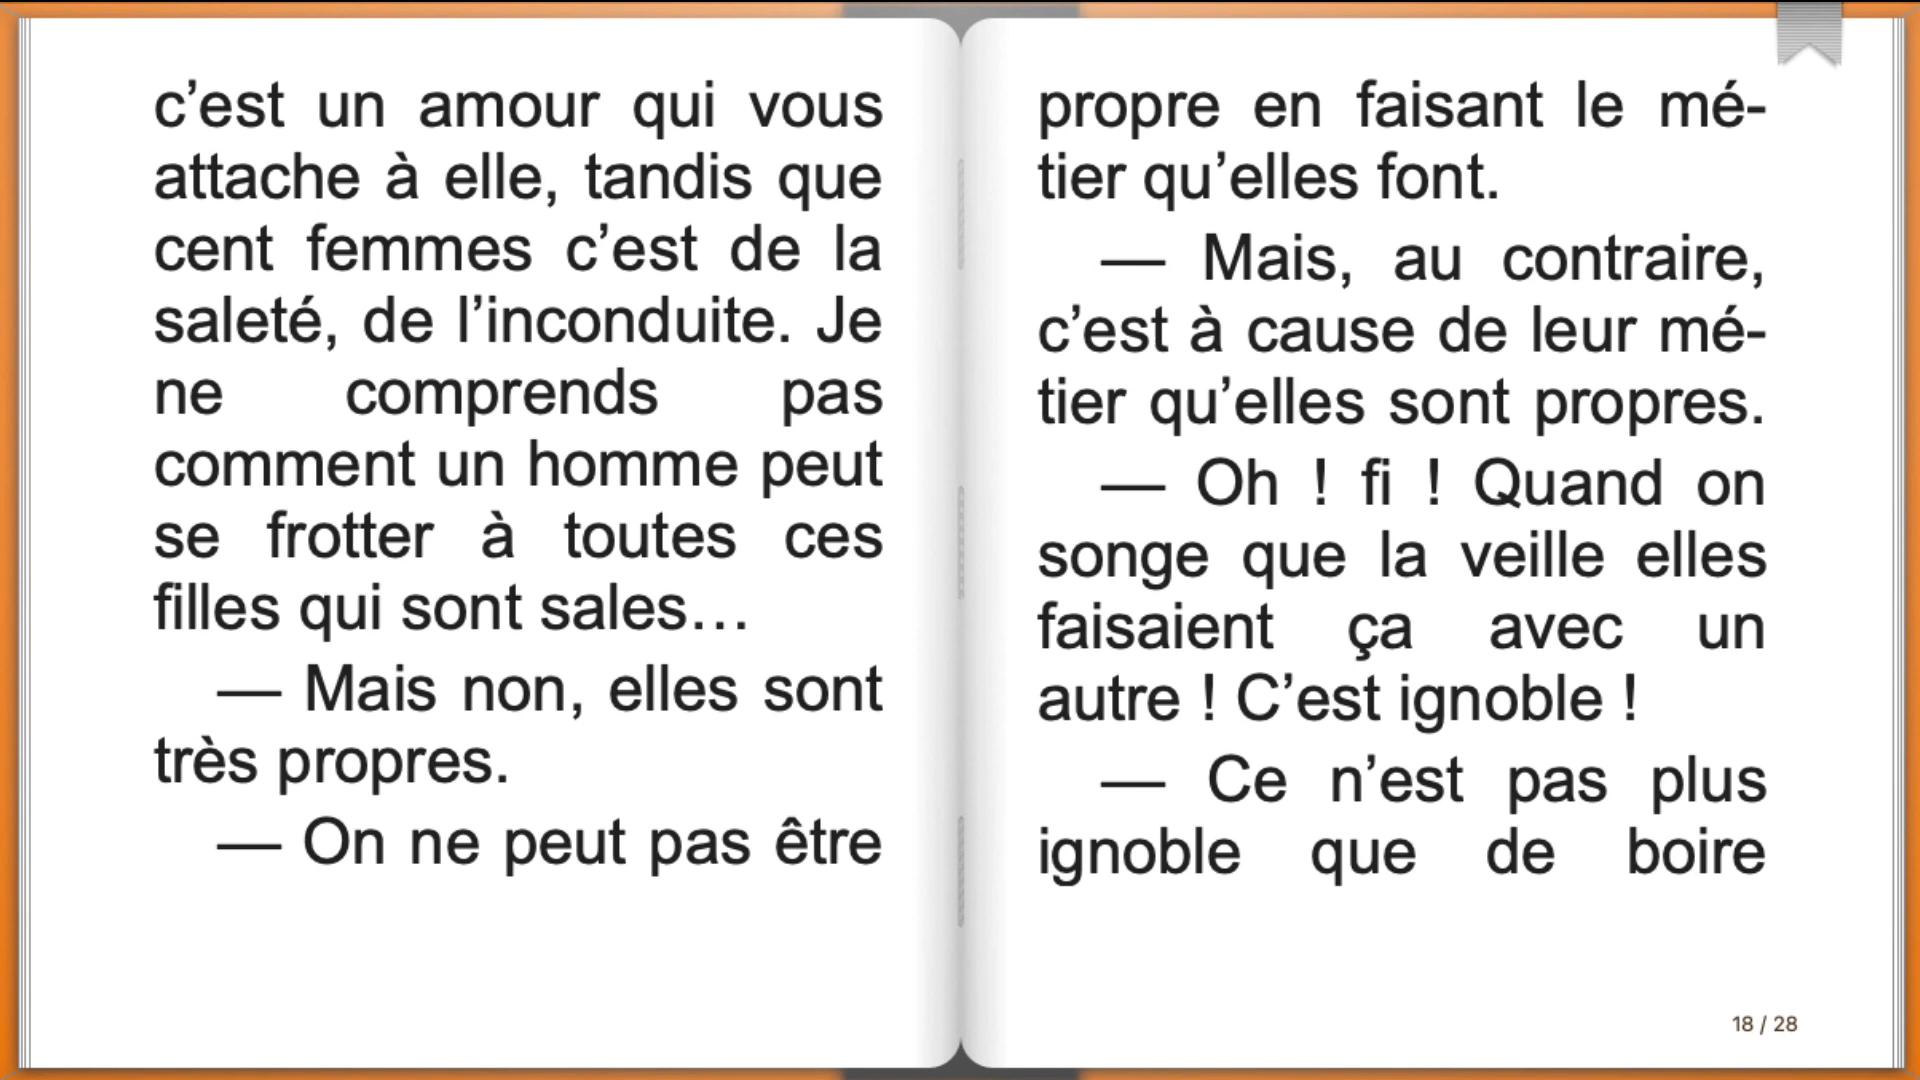 c’est un amour qui vous
attache à elle, tandis que
cent femmes c’est de la
saleté, de l’inconduite. Je
ne comprends pas
comment un homme peut
se frotter à toutes ces
filles qui sont sales…
— Mais non, elles sont
très propres.
— On ne peut pas être
propre en faisant le mé-
tier qu’elles font.
— Mais, au contraire,
c’est à cause de leur mé-
tier qu’elles sont propres.
— Oh ! fi ! Quand on
songe que la veille elles
faisaient ça avec un
autre ! C’est ignoble !
— Ce n’est pas plus
ignoble que de boire
18 / 28